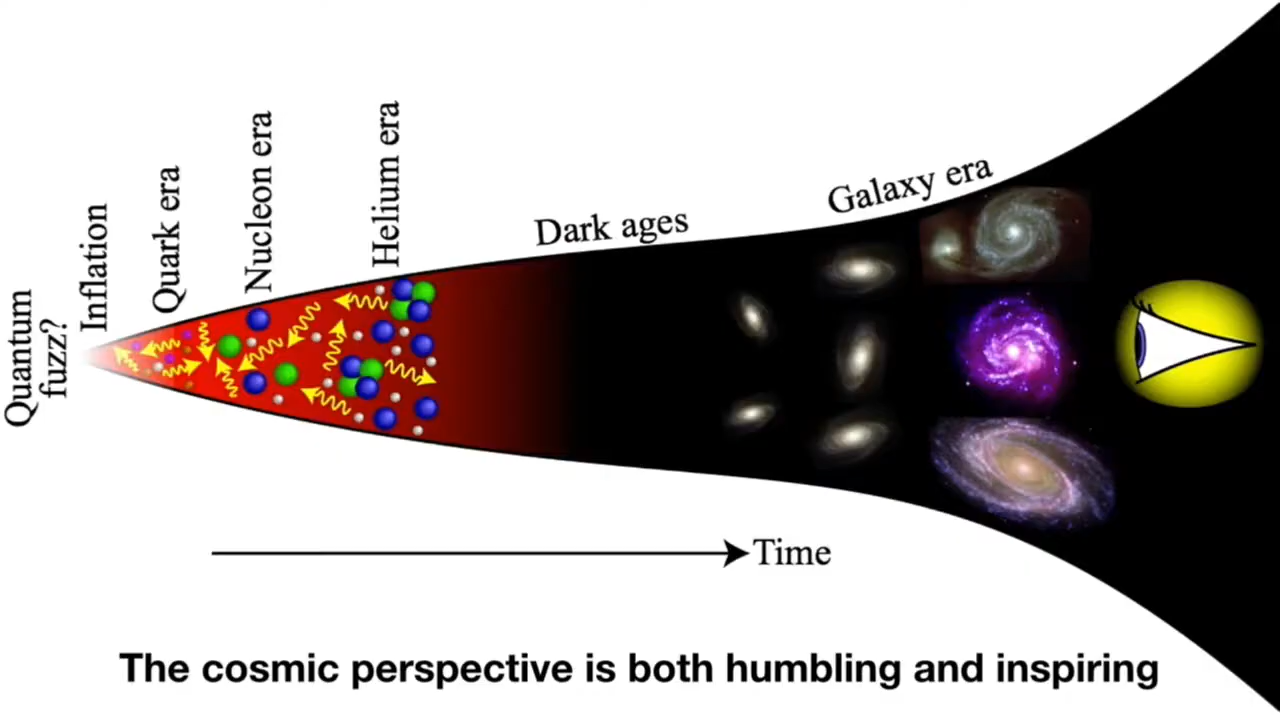 Quantum
fuzz?
Inflation
Quark era
Nucleon era
Helium era
Dark ages
Galaxy era
Time
The cosmic perspective is both humbling and inspiring